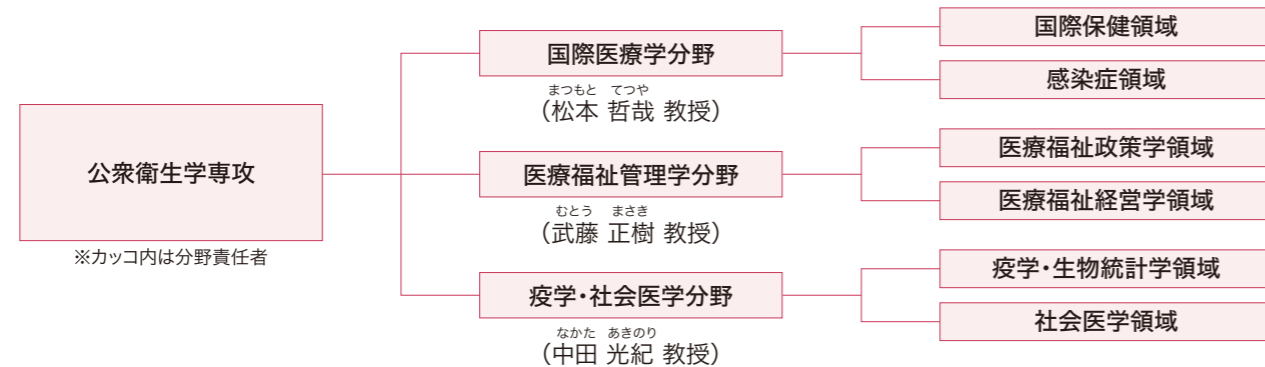 公衆衛生学専攻
※カッコ内は分野責任者
国際医療学分野
まつもと てつや
（松本 哲哉 教授）
国際保健領域
感染症領域
医療福祉管理学分野
むとう まさき
（武藤 正樹 教授）
医療福祉政策学領域
医療福祉経営学領域
疫学・社会医学分野
なかた あきのり
（中田 光紀 教授）
疫学・生物統計学領域
社会医学領域